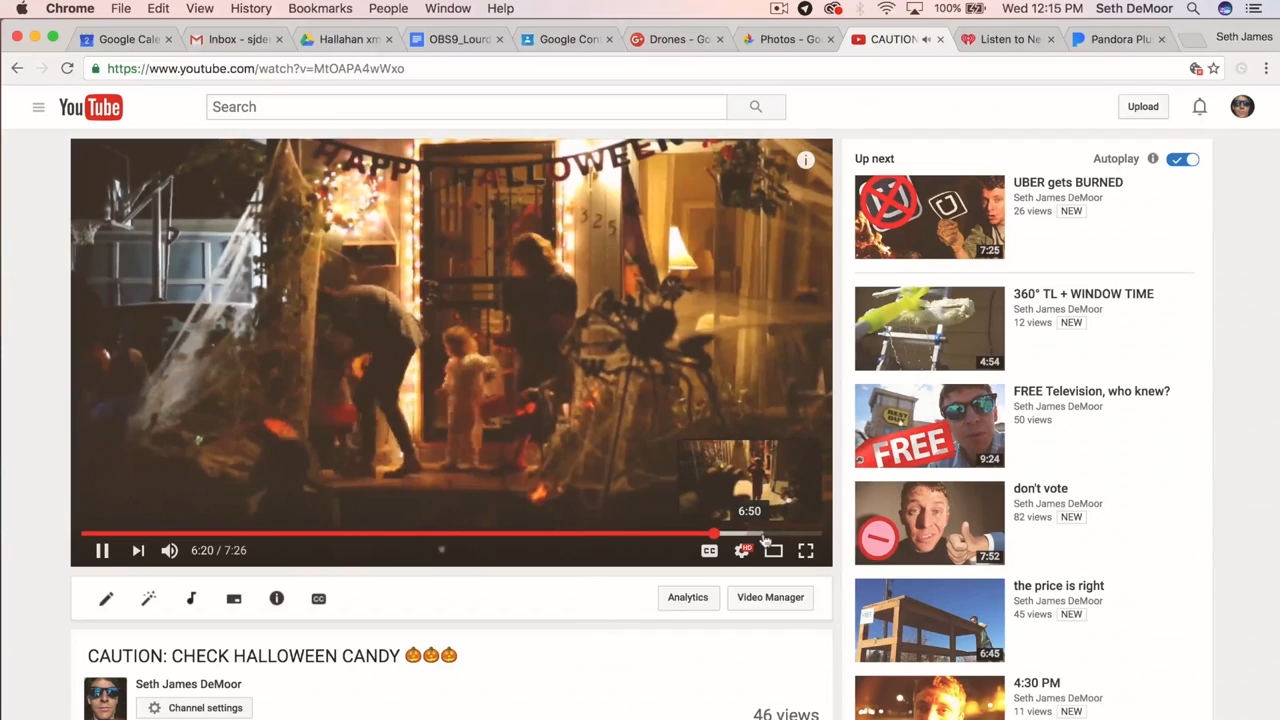 Chrome File Edit View History Bookmarks People Window Help 100% Wed 12:15 PM Seth DeMoor
Google Cale Inbox - side Hallahan xm OBS9_Lourd Google Con Drones - Go Photos - Go CAUTION Listen to Ne Pandora Plu Seth James
https://www.youtube.com/watch?v=MtOAPA4wWxo
YouTube Search Upload
HAPPY HALLOWEEN
325
6:50
6:20 / 7:26
CC HD
CC Analytics Video Manager
CAUTION: CHECK HALLOWEEN CANDY 🎃🎃🎃
Seth James DeMoor
Channel settings
46 views
Up next Autoplay
UBER gets BURNED
Seth James DeMoor
26 views NEW
7:25
360° TL + WINDOW TIME
Seth James DeMoor
12 views NEW
4:54
FREE Television, who knew?
Seth James DeMoor
50 views
BEST BUY
FREE
9:24
don't vote
Seth James DeMoor
82 views NEW
7:52
the price is right
Seth James DeMoor
45 views NEW
6:45
4:30 PM
Seth James DeMoor
11 views NEW